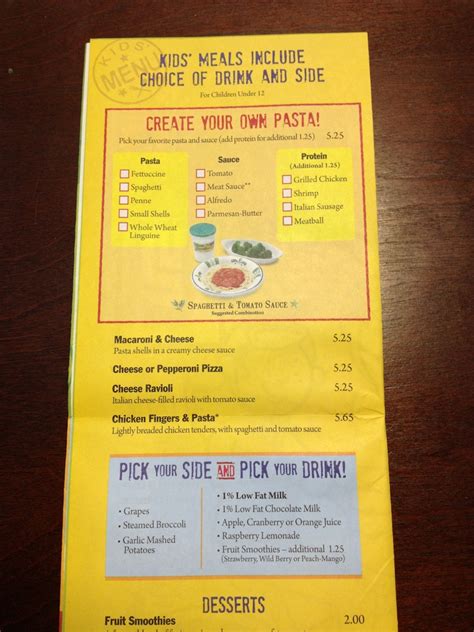 KIDS' MENU
KIDS' MEALS INCLUDE
CHOICE OF DRINK AND SIDE
For Children Under 12
CREATE YOUR OWN PASTA!
Pick your favorite pasta and sauce (add protein for additional 1.25) 5.25
Pasta
Fettuccine
Spaghetti
Penne
Small Shells
Whole Wheat
Linguine
Sauce
Tomato
Meat Sauce**
Alfredo
Parmesan-Butter
Protein
(Additional 1.25)
Grilled Chicken
Shrimp
Italian Sausage
Meatball
SPAGHETTI & TOMATO SAUCE
Suggested Combination
Macaroni & Cheese 5.25
Pasta shells in a creamy cheese sauce
Cheese or Pepperoni Pizza 5.25
Cheese Ravioli 5.25
Italian cheese-filled ravioli with tomato sauce
Chicken Fingers & Pasta* 5.65
Lightly breaded chicken tenders, with spaghetti and tomato sauce
PICK YOUR SIDE AND PICK YOUR DRINK!
• Grapes
• Steamed Broccoli
• Garlic Mashed
Potatoes
• 1% Low Fat Milk
• 1% Low Fat Chocolate Milk
• Apple, Cranberry or Orange Juice
• Raspberry Lemonade
• Fruit Smoothies – additional 1.25
(Strawberry, Wild Berry or Peach-Mango)
DESSERTS
Fruit Smoothies 2.00